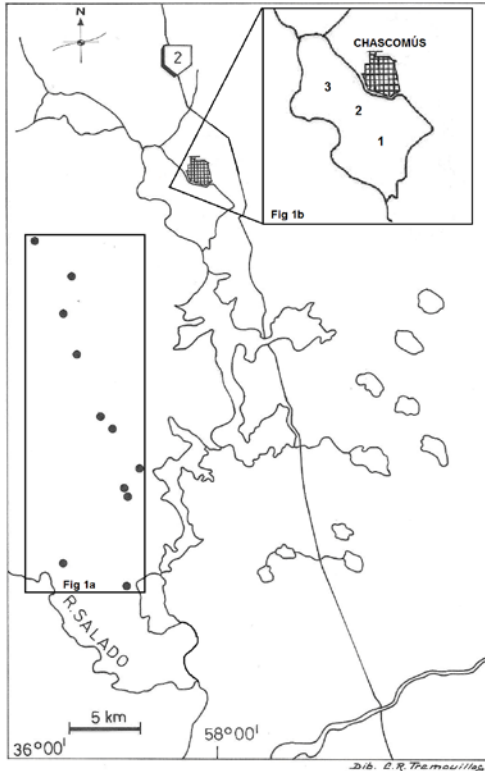 N
2
CHASCOMÚS
3
2
1
Fig 1b
Fig 1a
R. SALADO
5 km
36°00'
58°00'
Dib. C.R. Tremouilles